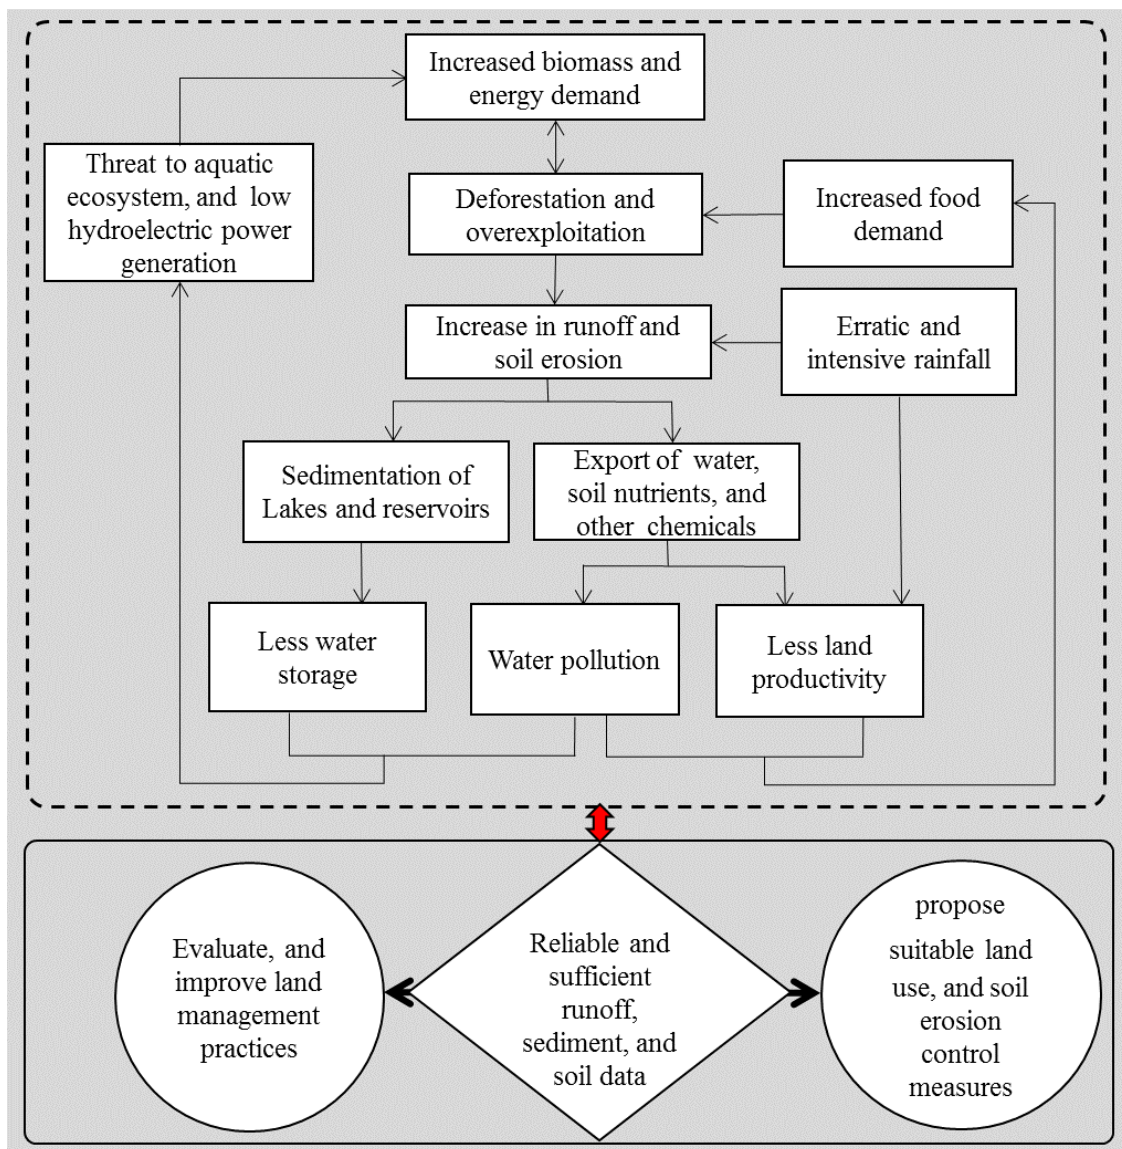 Increased biomass and
energy demand
Threat to aquatic
ecosystem, and low
hydroelectric power
generation
Deforestation and
overexploitation
Increased food
demand
Increase in runoff and
soil erosion
Erratic and
intensive rainfall
Sedimentation of
Lakes and reservoirs
Export of water,
soil nutrients, and
other chemicals
Less water
storage
Water pollution
Less land
productivity
Evaluate, and
improve land
management
practices
Reliable and
sufficient
runoff,
sediment, and
soil data
propose
suitable land
use, and soil
erosion
control
measures